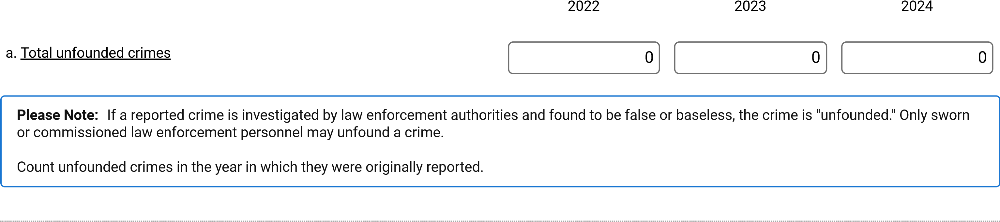 2022 2023 2024
a. Total unfounded crimes 0 0 0
Please Note: If a reported crime is investigated by law enforcement authorities and found to be false or baseless, the crime is "unfounded." Only sworn
or commissioned law enforcement personnel may unfound a crime.
Count unfounded crimes in the year in which they were originally reported.